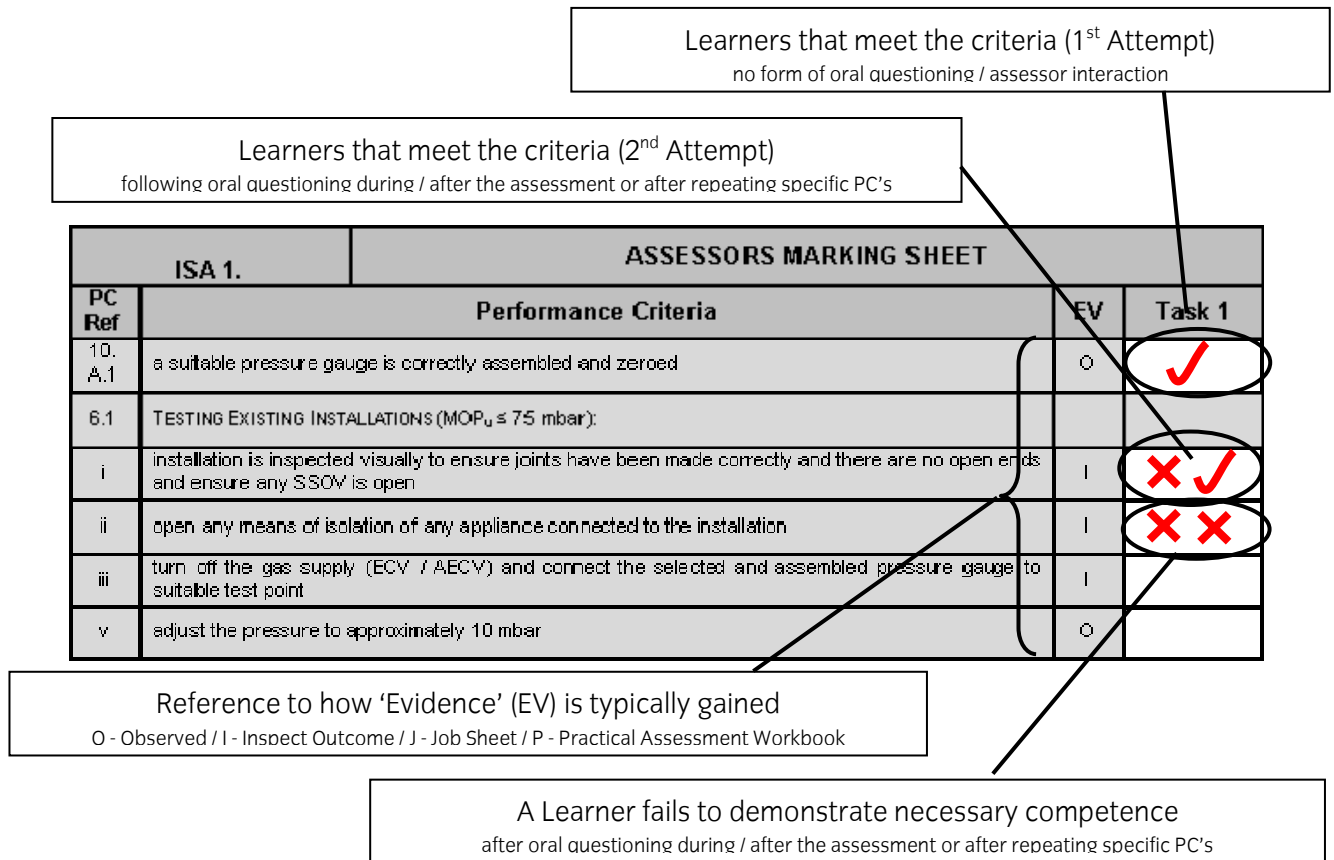 Learners that meet the criteria (1st Attempt)
no form of oral questioning / assessor interaction
Learners that meet the criteria (2nd Attempt)
following oral questioning during / after the assessment or after repeating specific PC's
ISA 1.
ASSESSORS MARKING SHEET
PC Ref
Performance Criteria
EV
Task 1
10. A.1
a suitable pressure gauge is correctly assembled and zeroed
O
✓
6.1
TESTING EXISTING INSTALLATIONS (MOPu ≤ 75 mbar):
i
installation is inspected visually to ensure joints have been made correctly and there are no open ends
and ensure any SSOV is open
I
✗✓
ii
open any means of isolation of any appliance connected to the installation
I
✗✗
iii
turn off the gas supply (ECV / AECV) and connect the selected and assembled pressure gauge to
suitable test point
I
v
adjust the pressure to approximately 10 mbar
O
Reference to how ‘Evidence’ (EV) is typically gained
O - Observed / I - Inspect Outcome / J - Job Sheet / P - Practical Assessment Workbook
A Learner fails to demonstrate necessary competence
after oral questioning during / after the assessment or after repeating specific PC's